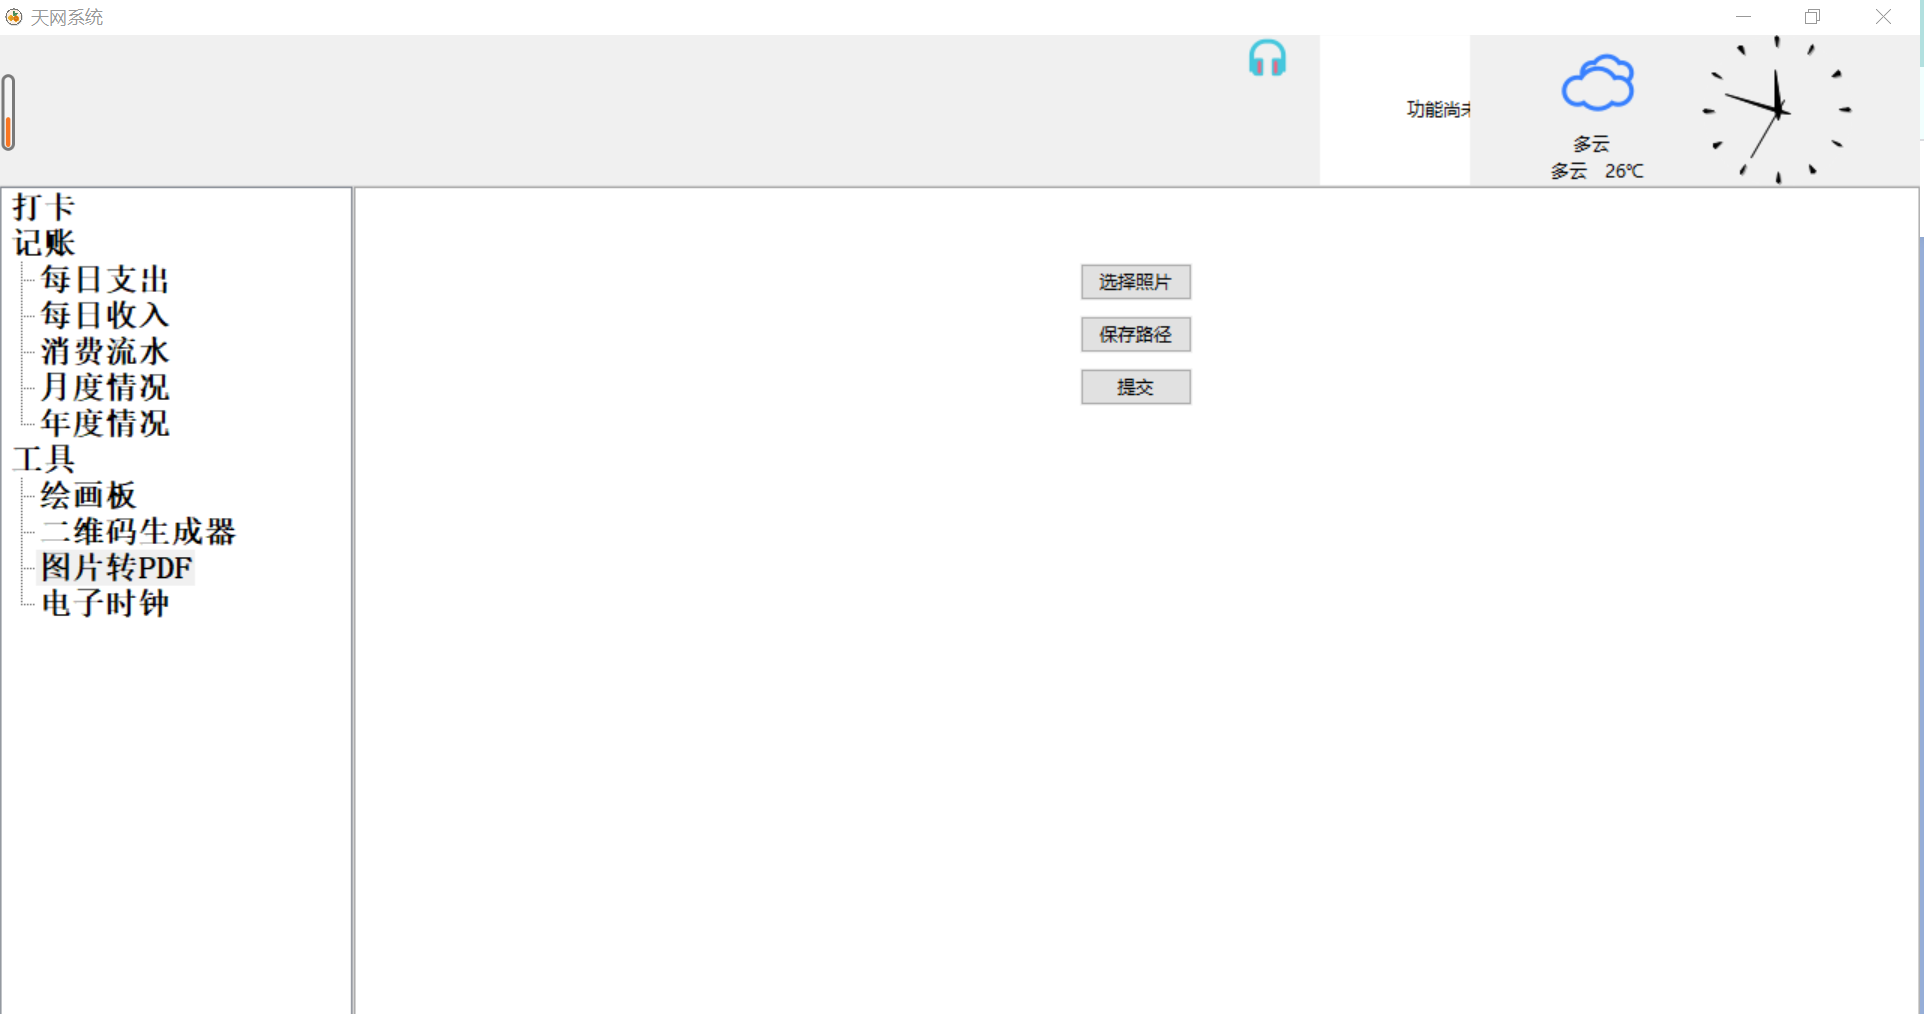 天网系统
功能尚
多云
多云 26℃
打卡
记账
每日支出
每日收入
消费流水
月度情况
年度情况
工具
绘画板
二维码生成器
图片转PDF
电子时钟
选择照片
保存路径
提交